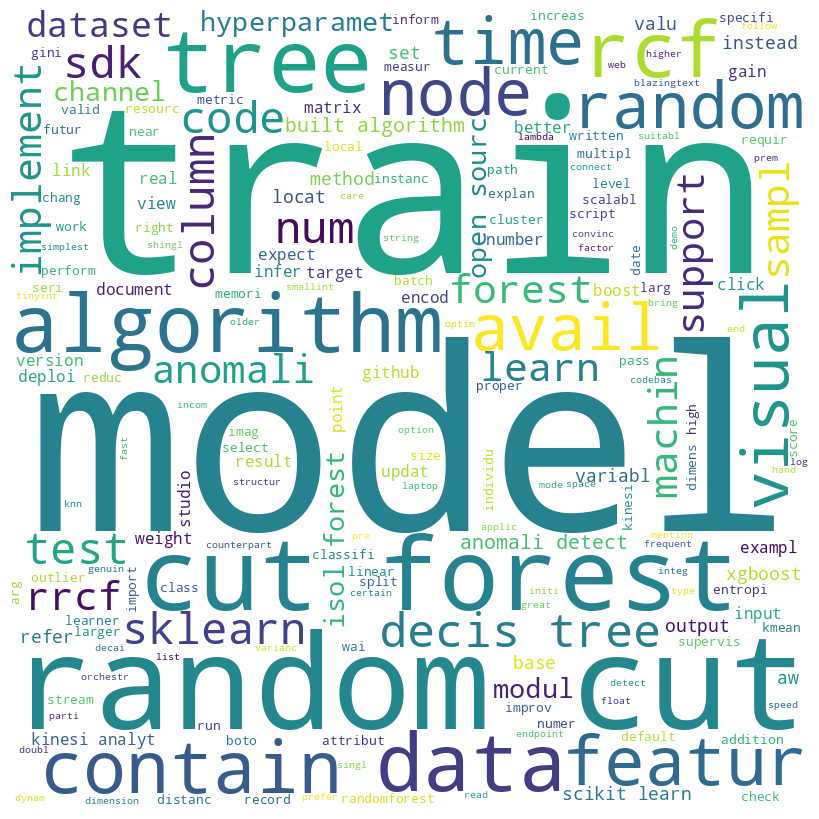 dataset
hyperparamet
inform
increas
valu
specifi
gini
sdk
tree
set
measur
time
rcf
current
higher
web
follow
instead
blazingtext
gain
channel
valid
resourc
metric
code
matrix
node
random
futur
near
built algorithm
better
written
lambda
suitabl
requir
implement
link
real
column
local
method
instanc
open sourc
path
multipl
connect
prem
chang
view
locat
care
explan
level
scalabl
train
work
right
num
string
cluster
script
support
sampl
simplest
shingl
number
convinc
factor
demo
perform
expect
date
seri
infer
target
batch
forest
boost
larg
click
tinyint
document
memori
smallint
encod
bring
algorithm
older
optim
avail
end
version
anomali
learn
visual
deploi
reduc
github
proper
pass
codebas
machin
incom
point
option
individu
dimens high
score
imag
select
fast
result
size
variabl
log
hand
studio
updat
laptop
mode
space
kinesi
knn
structur
model
applic
weight
isol forest
pre
mention
test
counterpart
classifi
anomali detect
frequent
exampl
outlier
genuin
linear
cut forest
integ
xgboost
arg
rrcf
import
class
split
certain
initi
type
entropi
learner
great
input
refer
larger
sklearn
decis tree
output
kmean
decai
list
varianc
wai
supervis
orchestr
base
detect
aw
random cut
stream
modul
float
parti
improv
speed
run
numer
endpoint
kinesi analyt
boto
attribut
default
addition
doubl
contain
singl
data
featur
dynam
dimension
distanc
record
prefer
randomforest
read
scikit learn
check